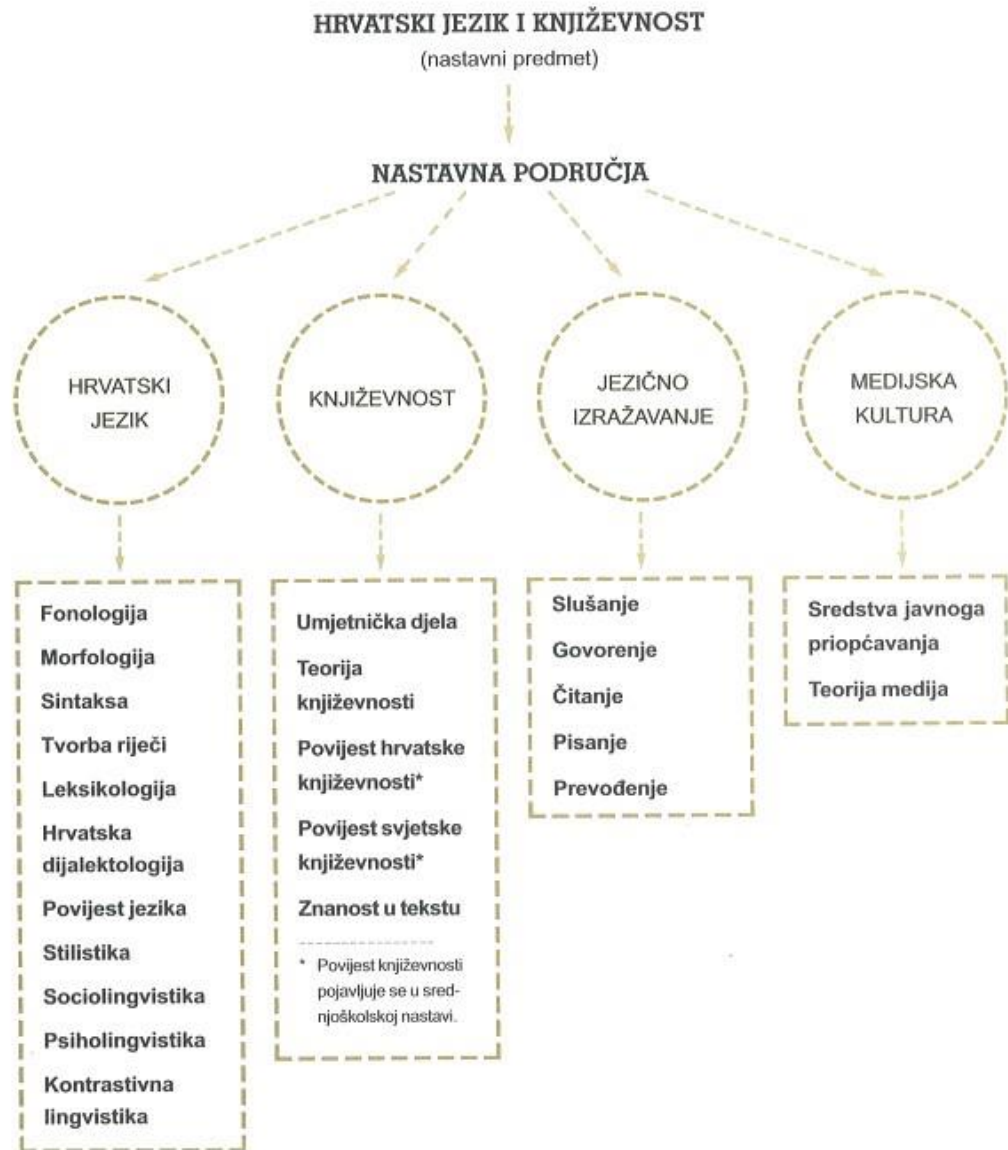 HRVATSKI JEZIK I KNJIŽEVNOST
(nastavni predmet)
NASTAVNA PODRUČJA
HRVATSKI
JEZIK
KNJIŽEVNOST
JEZIČNO
IZRAŽAVANJE
MEDIJSKA
KULTURA
Fonologija
Morfologija
Sintaksa
Tvorba riječi
Leksikologija
Hrvatska
dijalektologija
Povijest jezika
Stilistika
Sociolingvistika
Psiholingvistika
Kontrastivna
lingvistika
Umjetnička djela
Teorija
književnosti
Povijest hrvatske
književnosti*
Povijest svjetske
književnosti*
Znanost u tekstu
* Povijest književnosti
pojavljuje se u sred-
njoškolskoj nastavi.
Slušanje
Govorenje
Čitanje
Pisanje
Prevođenje
Sredstva javnoga
priopćavanja
Teorija medija